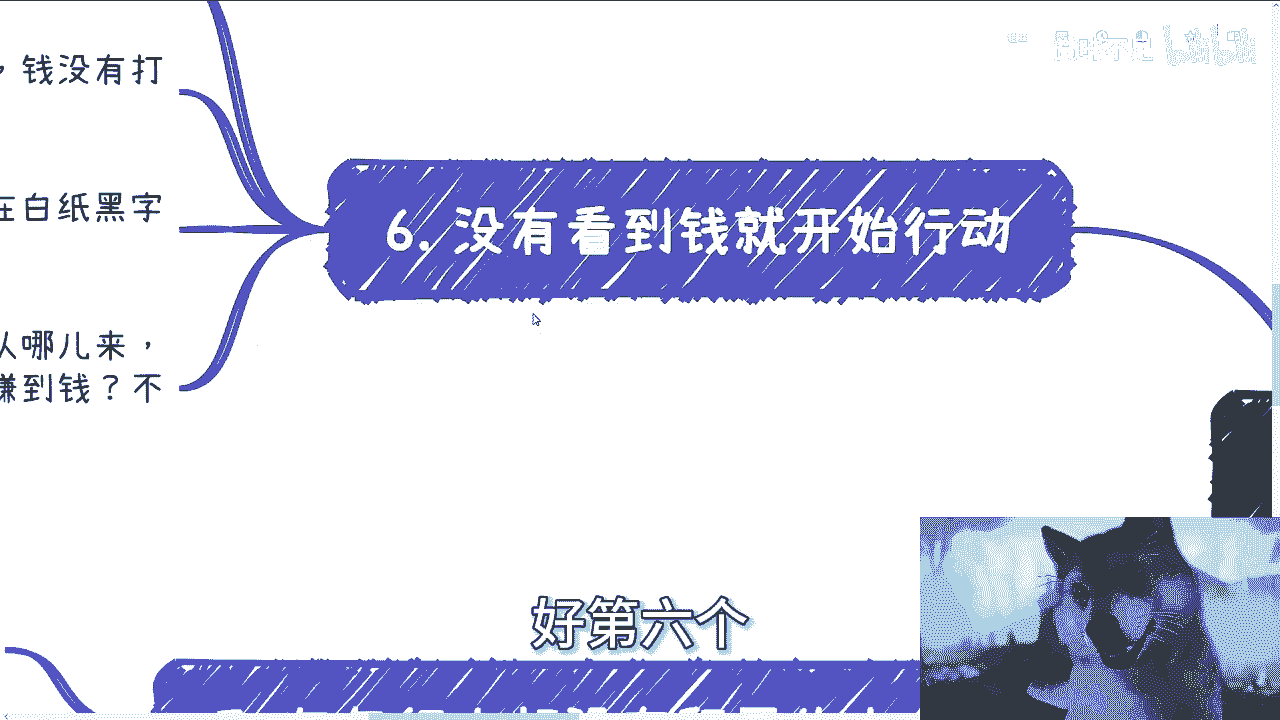 ，钱没有打
6. 没有看到钱就开始行动
在白纸黑字
从哪儿来，
赚到钱？不
好第六个